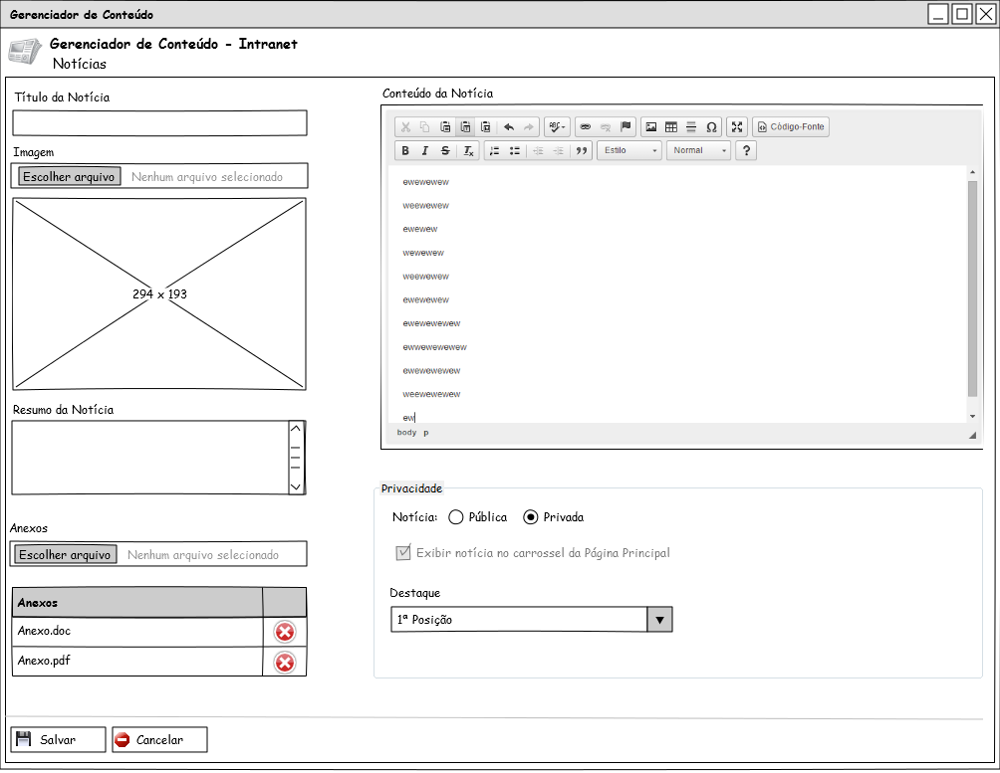 Gerenciador de Conteúdo
Gerenciador de Conteúdo - Intranet
Notícias
Título da Notícia
Imagem
Escolher arquivo Nenhum arquivo selecionado
294 x 193
Resumo da Notícia
Anexos
Escolher arquivo Nenhum arquivo selecionado
Anexos
Anexo.doc
Anexo.pdf
Conteúdo da Notícia
Código-Fonte
B I S Tx Estilo Normal ?
ewewewew
weewewew
ewewew
wewewew
weewewew
ewewewew
ewewewewew
ewwewewewew
ewewewewew
weewewewew
ew
body p
Privacidade
Notícia: Pública Privada
Exibir notícia no carrossel da Página Principal
Destaque
1ª Posição
Salvar Cancelar